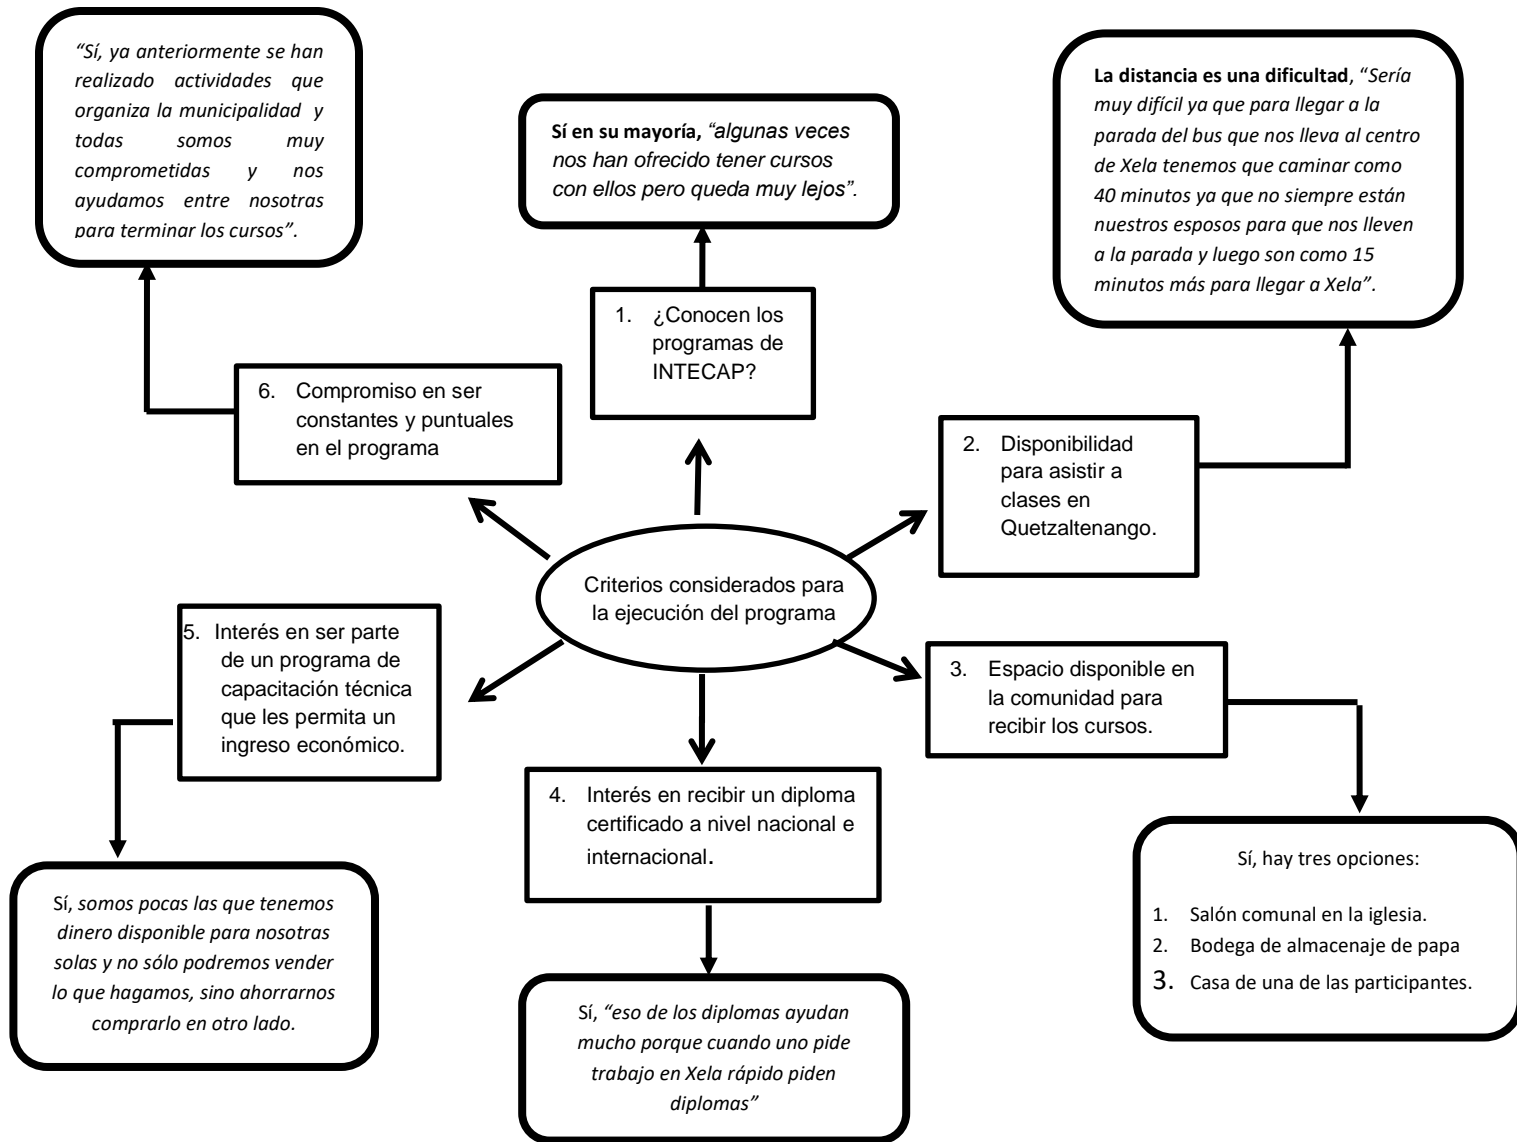 “Sí, ya anteriormente se han
realizado actividades que
organiza la municipalidad y
todas somos muy
comprometidas y nos
ayudamos entre nosotras
para terminar los cursos”.
Sí en su mayoría, “algunas veces
nos han ofrecido tener cursos
con ellos pero queda muy lejos”.
La distancia es una dificultad, “Sería
muy difícil ya que para llegar a la
parada del bus que nos lleva al centro
de Xela tenemos que caminar como
40 minutos ya que no siempre están
nuestros esposos para que nos lleven
a la parada y luego son como 15
minutos más para llegar a Xela”.
1. ¿Conocen los
programas de
INTECAP?
6. Compromiso en ser
constantes y puntuales
en el programa
2. Disponibilidad
para asistir a
clases en
Quetzaltenango.
Criterios considerados para
la ejecución del programa
5. Interés en ser parte
de un programa de
capacitación técnica
que les permita un
ingreso económico.
3. Espacio disponible en
la comunidad para
recibir los cursos.
4. Interés en recibir un diploma
certificado a nivel nacional e
internacional.
Sí, somos pocas las que tenemos
dinero disponible para nosotras
solas y no sólo podremos vender
lo que hagamos, sino ahorrarnos
comprarlo en otro lado.
Sí, “eso de los diplomas ayudan
mucho porque cuando uno pide
trabajo en Xela rápido piden
diplomas”
Sí, hay tres opciones:
1. Salón comunal en la iglesia.
2. Bodega de almacenaje de papa
3. Casa de una de las participantes.